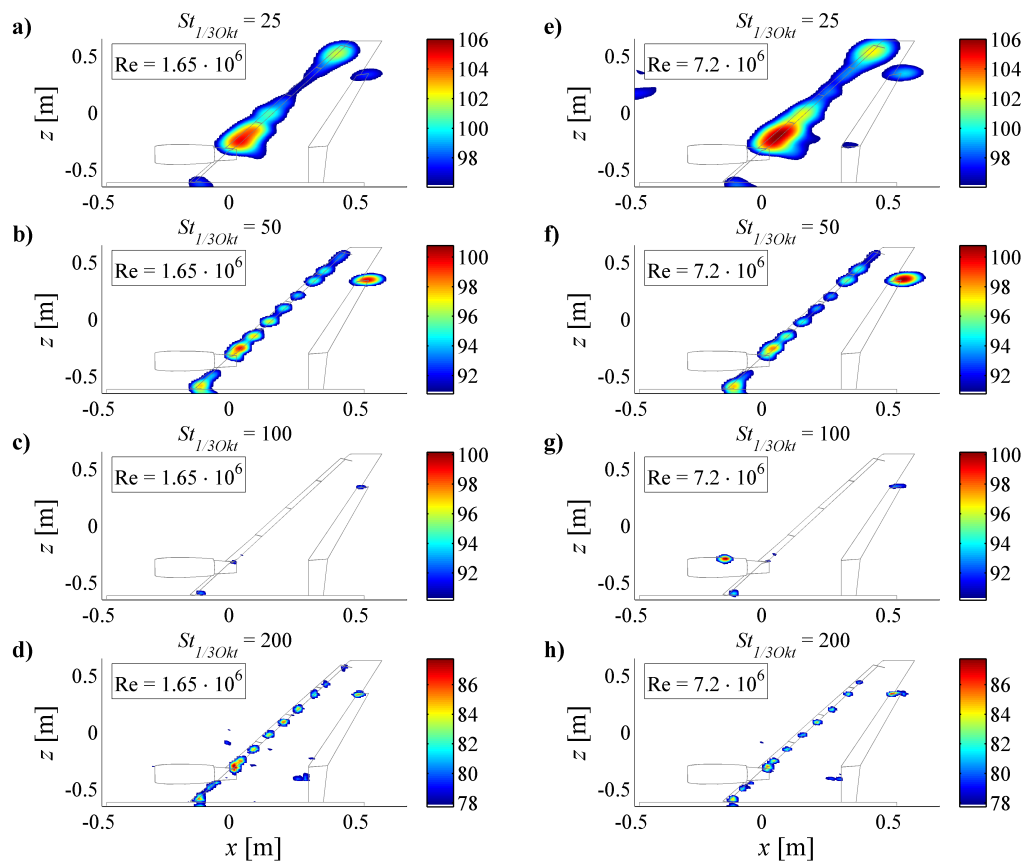 a) St1/3Okt = 25
Re = 1.65 · 10^6
z [m]
0.5
0
-0.5
-0.5 0 0.5
106
104
102
100
98
96
e) St1/3Okt = 25
Re = 7.2 · 10^6
z [m]
0.5
0
-0.5
-0.5 0 0.5
106
104
102
100
98
96
b) St1/3Okt = 50
Re = 1.65 · 10^6
z [m]
0.5
0
-0.5
-0.5 0 0.5
100
98
96
94
92
f) St1/3Okt = 50
Re = 7.2 · 10^6
z [m]
0.5
0
-0.5
-0.5 0 0.5
100
98
96
94
92
c) St1/3Okt = 100
Re = 1.65 · 10^6
z [m]
0.5
0
-0.5
-0.5 0 0.5
100
98
96
94
92
g) St1/3Okt = 100
Re = 7.2 · 10^6
z [m]
0.5
0
-0.5
-0.5 0 0.5
100
98
96
94
92
d) St1/3Okt = 200
Re = 1.65 · 10^6
z [m]
0.5
0
-0.5
-0.5 0 0.5
x [m]
86
84
82
80
78
h) St1/3Okt = 200
Re = 7.2 · 10^6
z [m]
0.5
0
-0.5
-0.5 0 0.5
x [m]
86
84
82
80
78